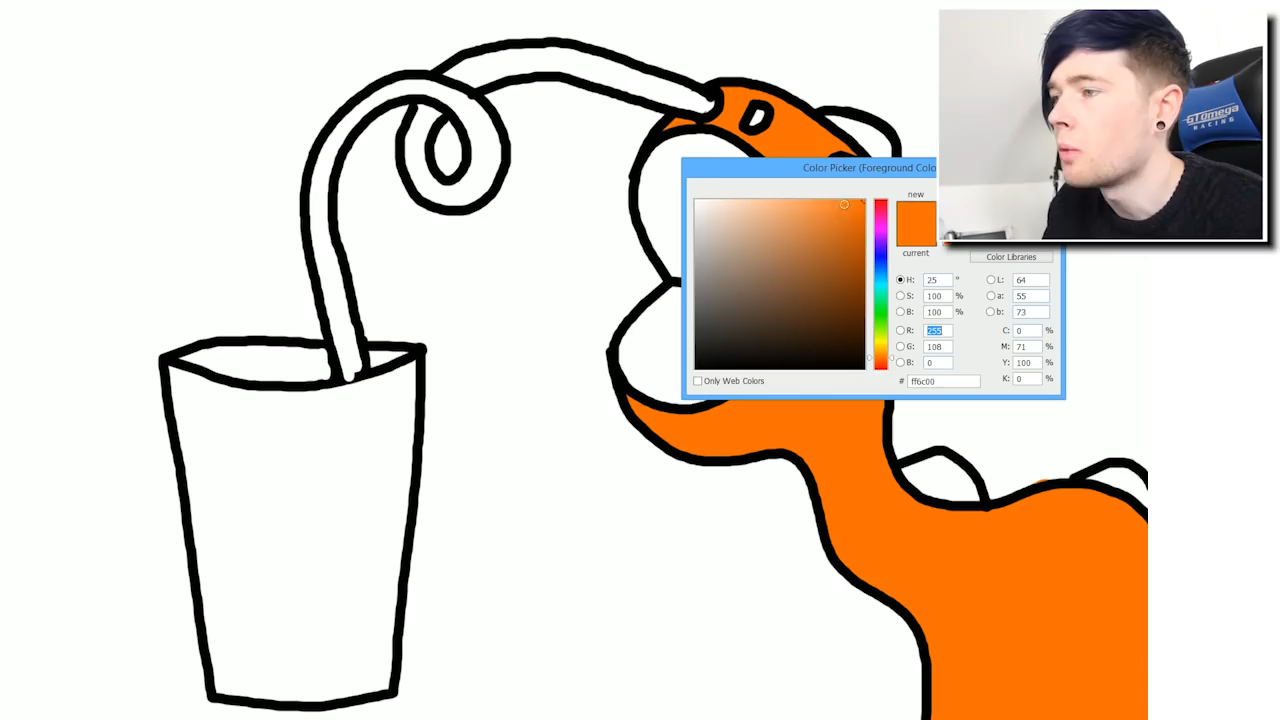 Color Picker (Foreground Colo
new
current
Color Libraries
H: 25 °
S: 100 %
B: 100 %
R: 255
G: 108
B: 0
L: 64
a: 55
b: 73
C: 0 %
M: 71 %
Y: 100 %
K: 0 %
Only Web Colors
# ff6c00
GTomega
RACING